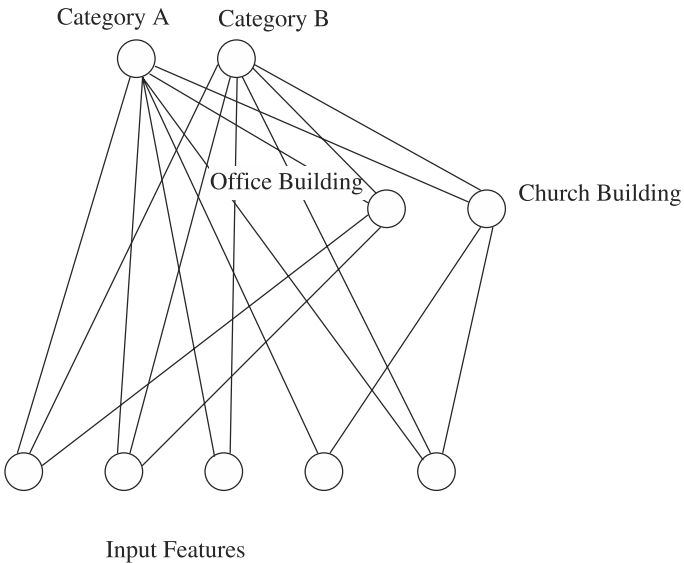 Category A
Category B
Office Building
Church Building
Input Features